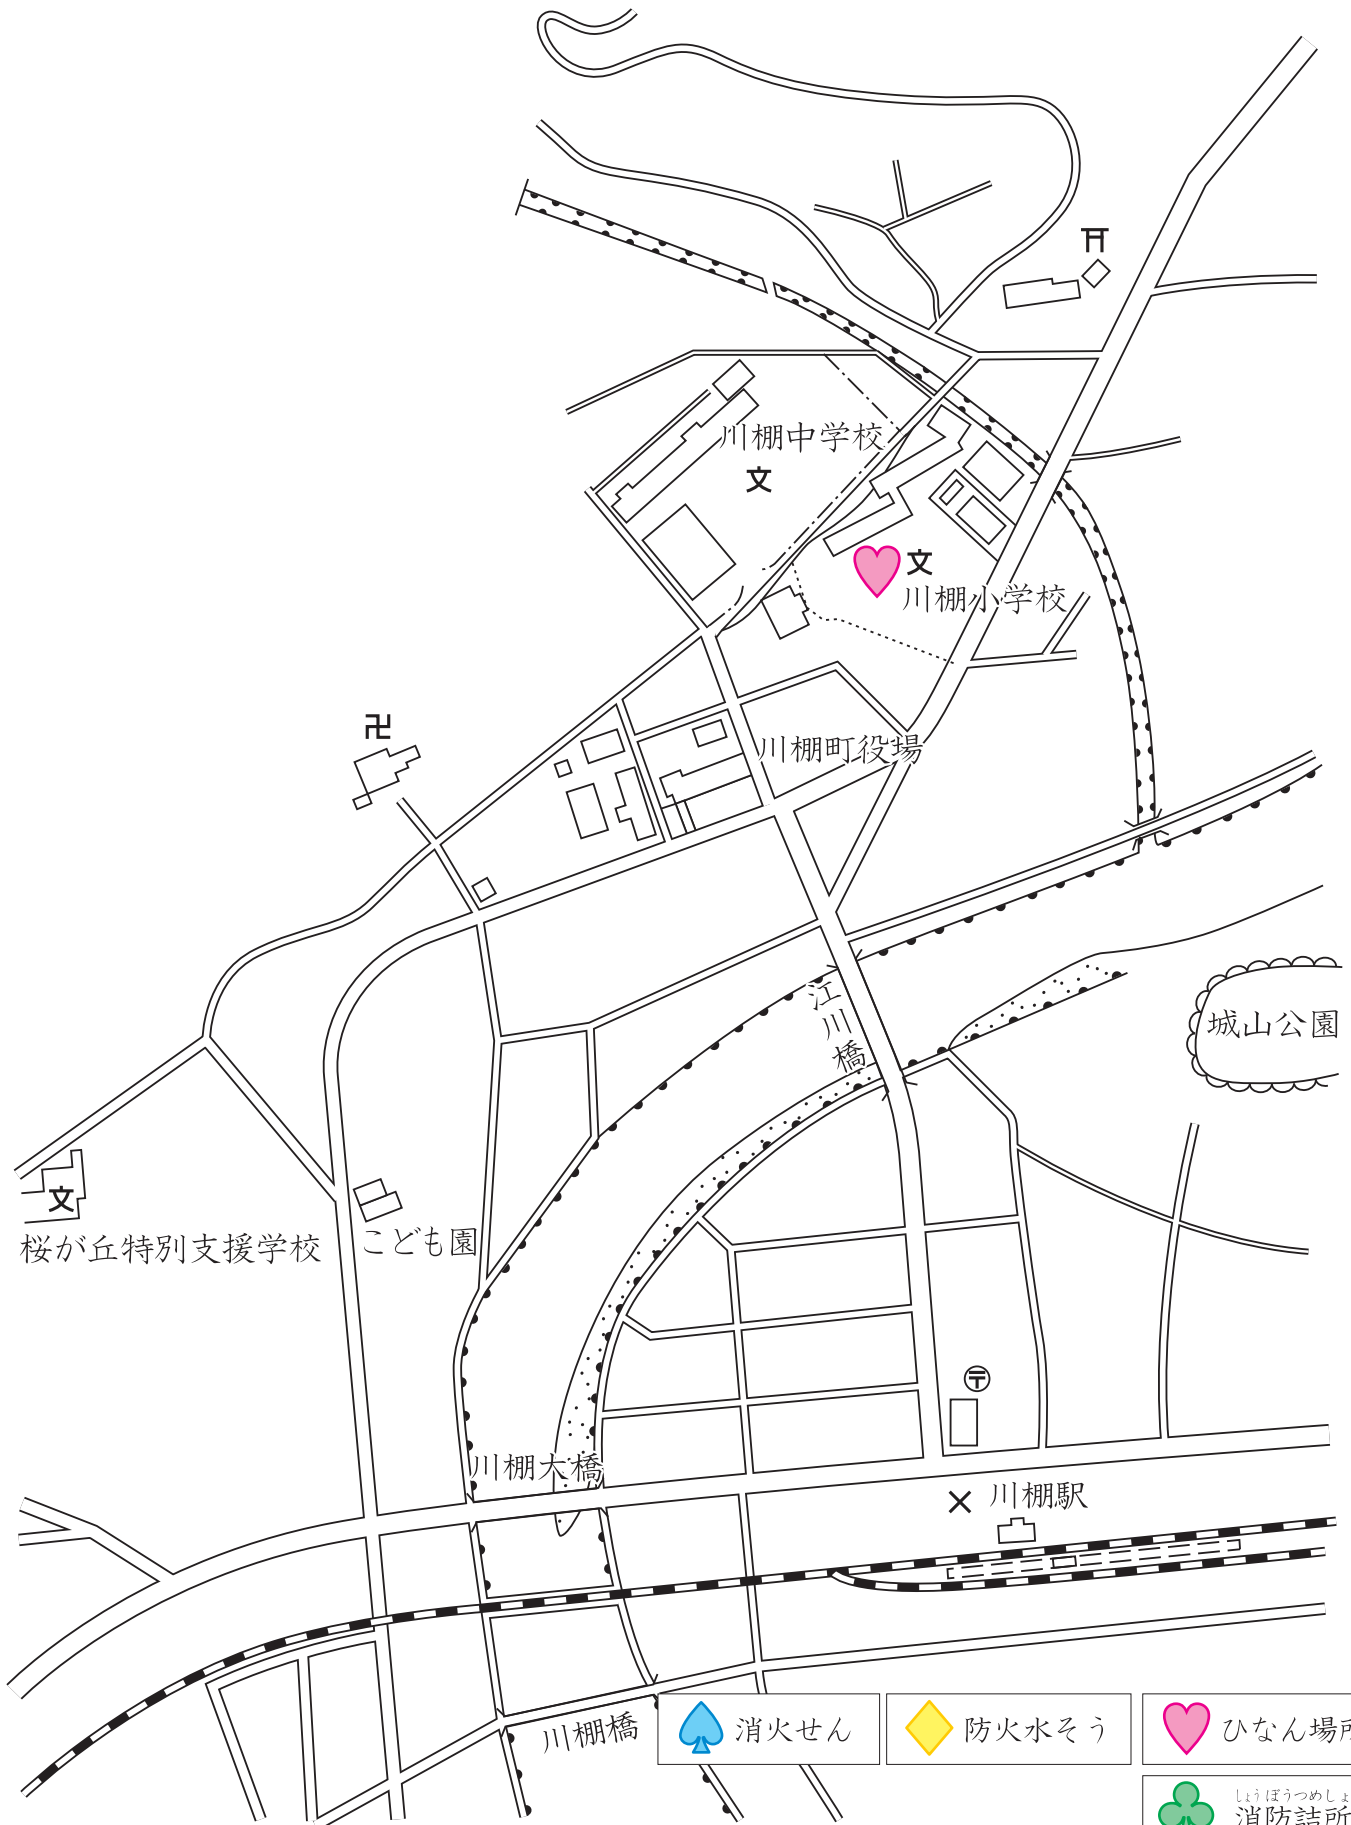 川棚中学校
文
文
川棚小学校
川棚町役場
江川橋
城山公園
文
桜が丘特別支援学校
こども園
〒
川棚大橋
川棚駅
川棚橋
消火せん
防火水そう
ひなん場所
しょうぼうつめしょ
消防詰所